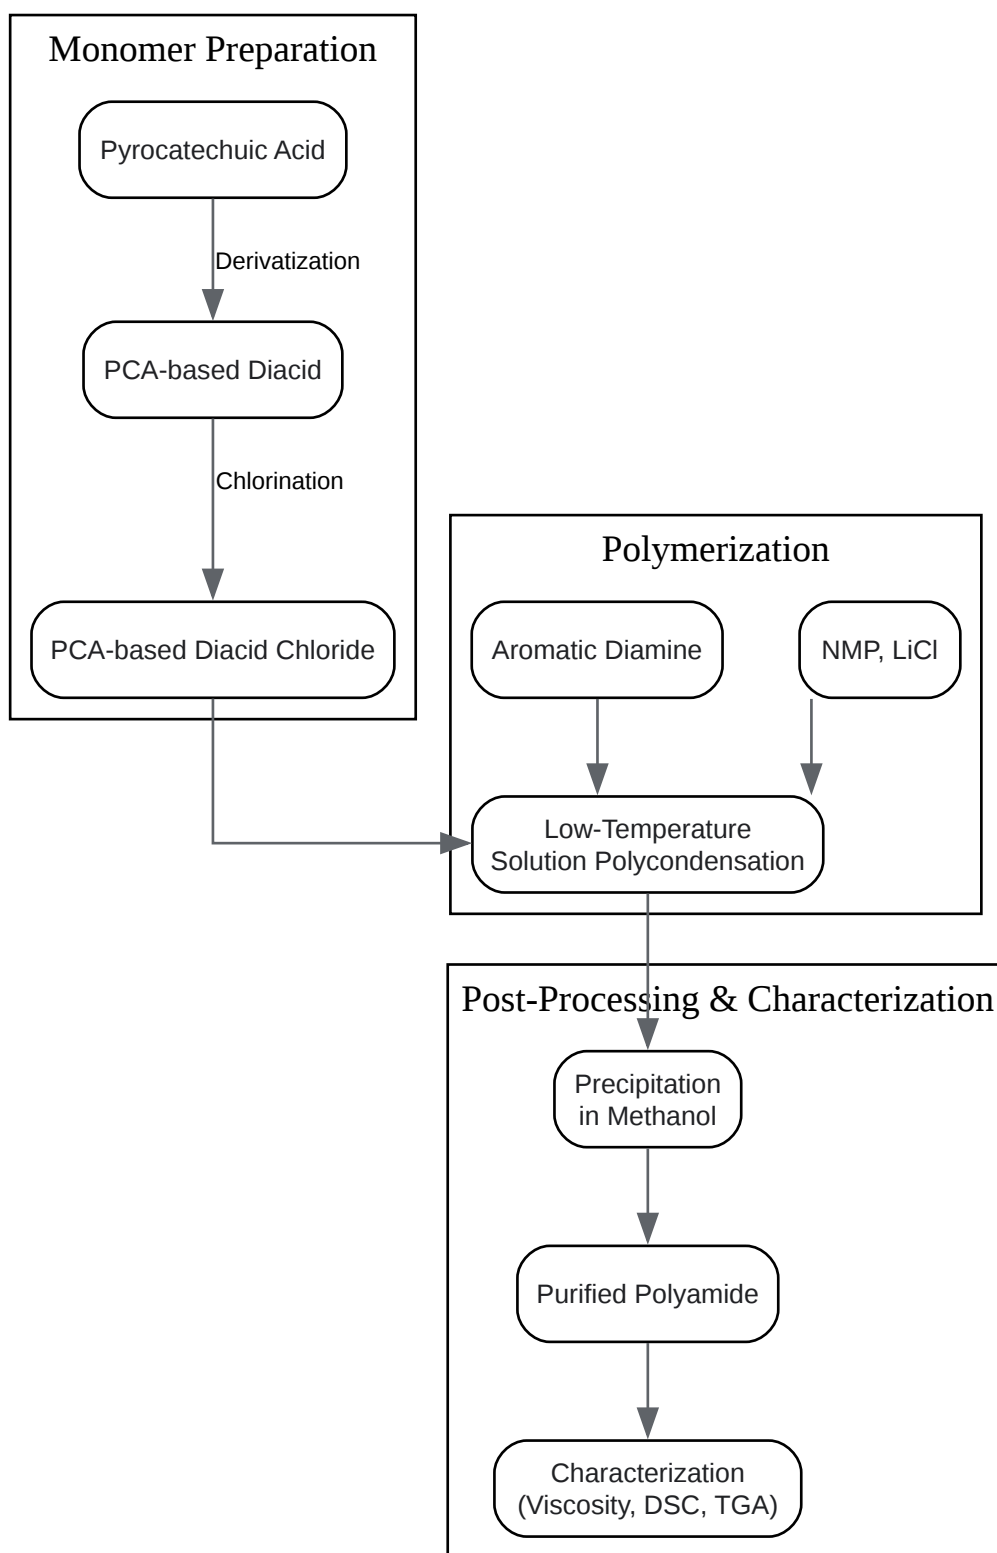 Monomer Preparation
Pyrocatechuic Acid
Derivatization
PCA-based Diacid
Chlorination
PCA-based Diacid Chloride
Polymerization
Aromatic Diamine
NMP, LiCl
Low-Temperature
Solution Polycondensation
Post-Processing & Characterization
Precipitation
in Methanol
Purified Polyamide
Characterization
(Viscosity, DSC, TGA)